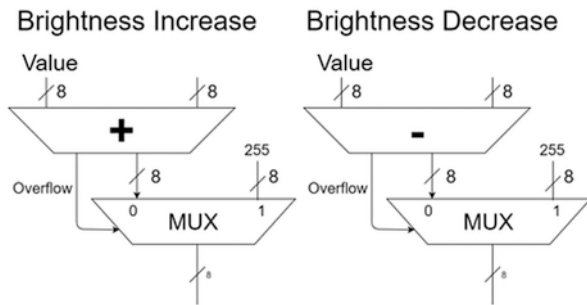 Brightness Increase
Value
8
8
+
255
Overflow
8
8
0
MUX
1
8
Brightness Decrease
Value
8
8
-
255
Overflow
8
8
0
MUX
1
8